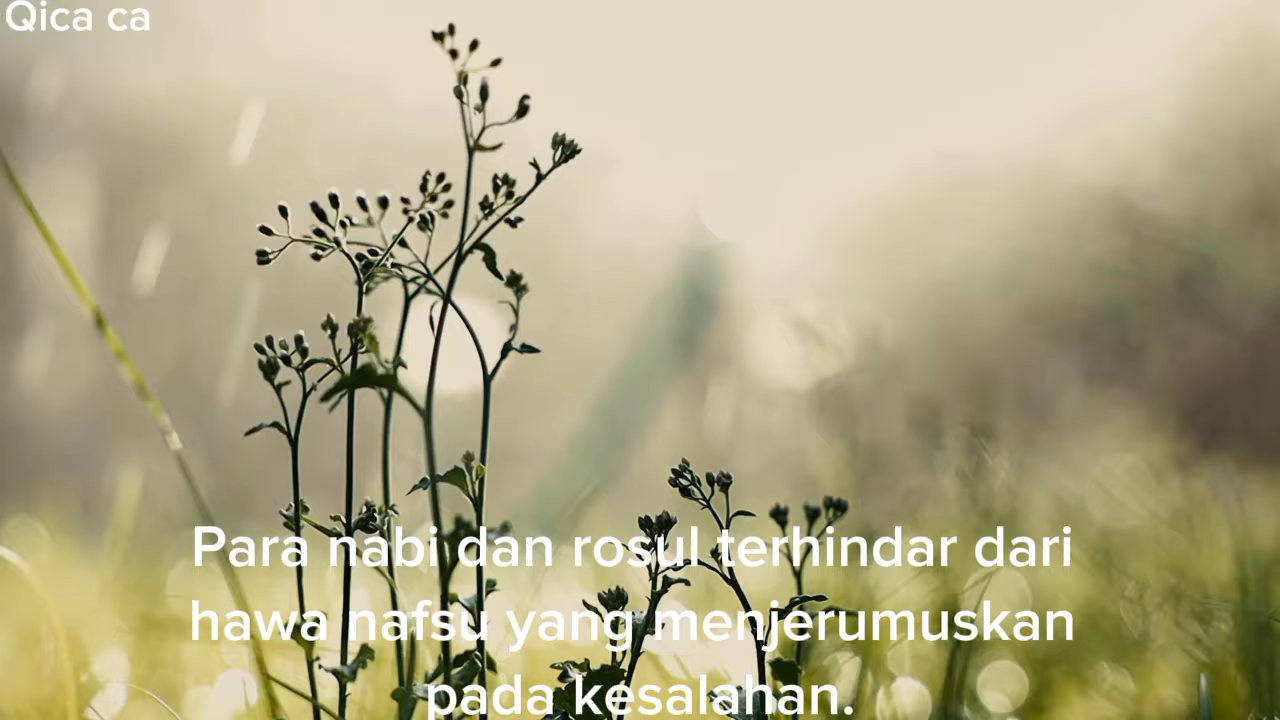 Qica ca
Para nabi dan rosul terhindar dari
hawa nafsu yang menjerumuskan
pada kesalahan.